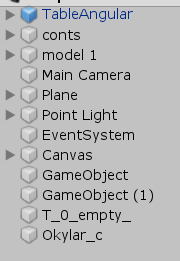 TableAngular
conts
model 1
Main Camera
Plane
Point Light
EventSystem
Canvas
GameObject
GameObject (1)
T_0_empty_
Okylar_c